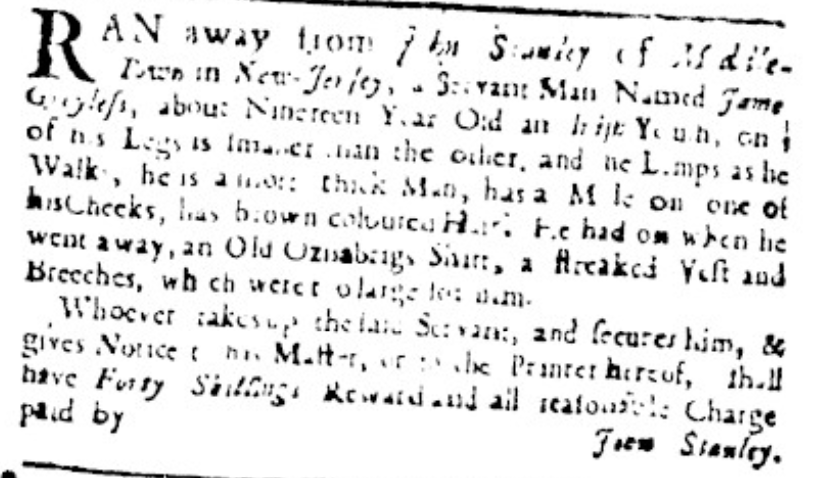 RAN away from John Stanley of Middle-
Town in New-Jersey, a Servant Man Named Jame
about Nineteen Year Old an Irish Youth, on
of his Legs is smaller than the other, and he Limps as he
Walks, he is a short thick Man, has a Mole on one of
his Cheeks, has brown coloured Hair. He had on when he
went away, an Old Oznabrigs Shirt, a streaked Vest and
Breeches, which were too large for him.
Whoever takes up the said Servant, and secures him, &
gives Notice to his Master, or to the Printer hereof, shall
have Forty Shillings Reward and all reasonable Charge
paid by
John Stanley.